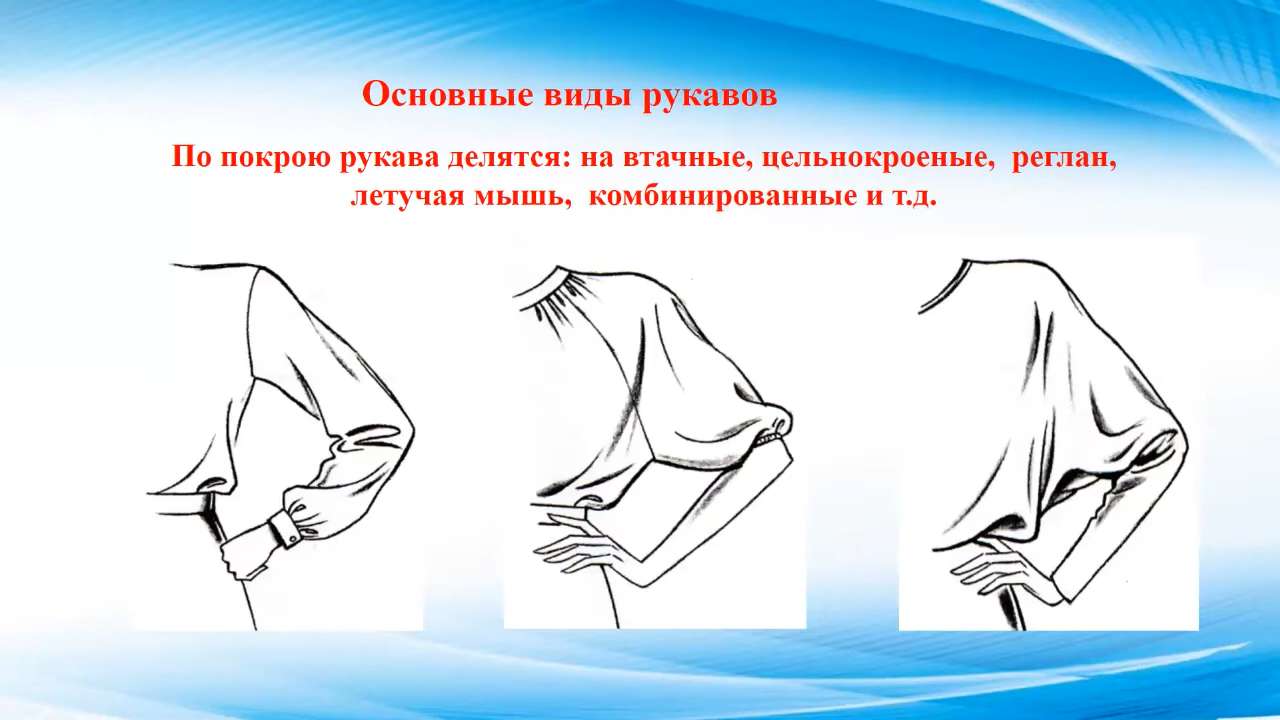 Основные виды рукавов
По покрою рукава делятся: на втачные, цельнокроеные, реглан,
летучая мышь, комбинированные и т.д.